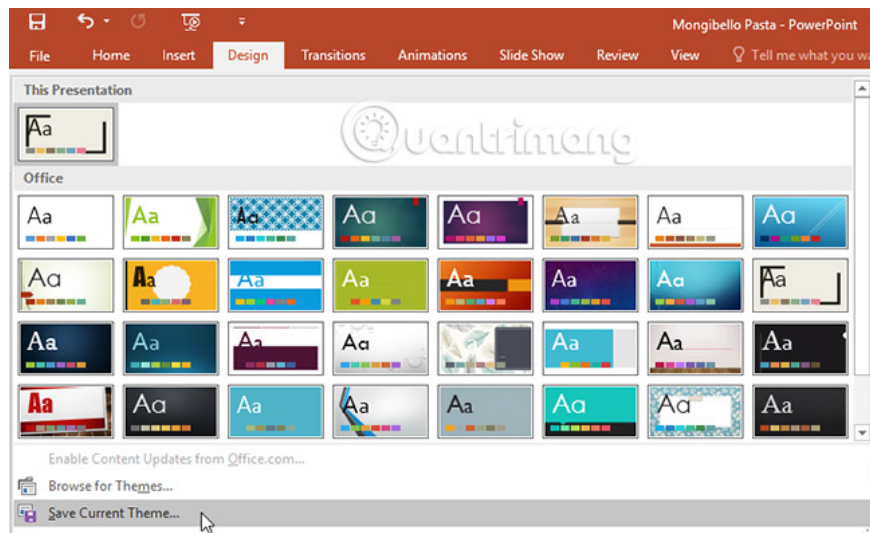 Mongibello Pasta - PowerPoint
File Home Insert Design Transitions Animations Slide Show Review View Tell me what you
This Presentation
Aa
Quantrimang
Office
Aa Aa Aa Aa Aa Aa Aa Aa
Aa Aa Aa Aa Aa Aa Aa Aa
Aa Aa Aa Aa Aa Aa Aa
Aa Aa Aa Aa Aa Aa Aa Aa
Enable Content Updates from Office.com...
Browse for Themes...
Save Current Theme...